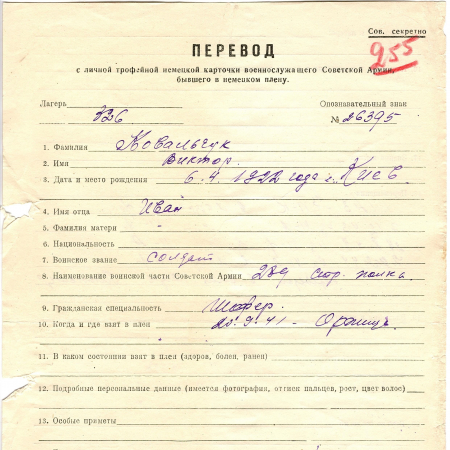 Сов. секретно
255
ПЕРЕВОД
с личной трофейной немецкой карточки военнослужащего Советской Армии,
бывшего в немецком плену.
Лагерь 326 Опознавательный знак
№ 26395
1. Фамилия Ковальчук
2. Имя Виктор.
3. Дата и место рождения 6.4.1922 года г. Киев
4. Имя отца Иван
5. Фамилия матери -
6. Национальность
7. Воинское звание солдат
8. Наименование воинской части Советской Армии 289 стр. полка
9. Гражданская специальность Шофер.
10. Когда и где взят в плен 20.9.41 -
11. В каком состоянии взят в плен (здоров, болен, ранен)
12. Подробные персональные данные (имеется фотография, оттиск пальцев, рост, цвет волос)
13. Особые приметы